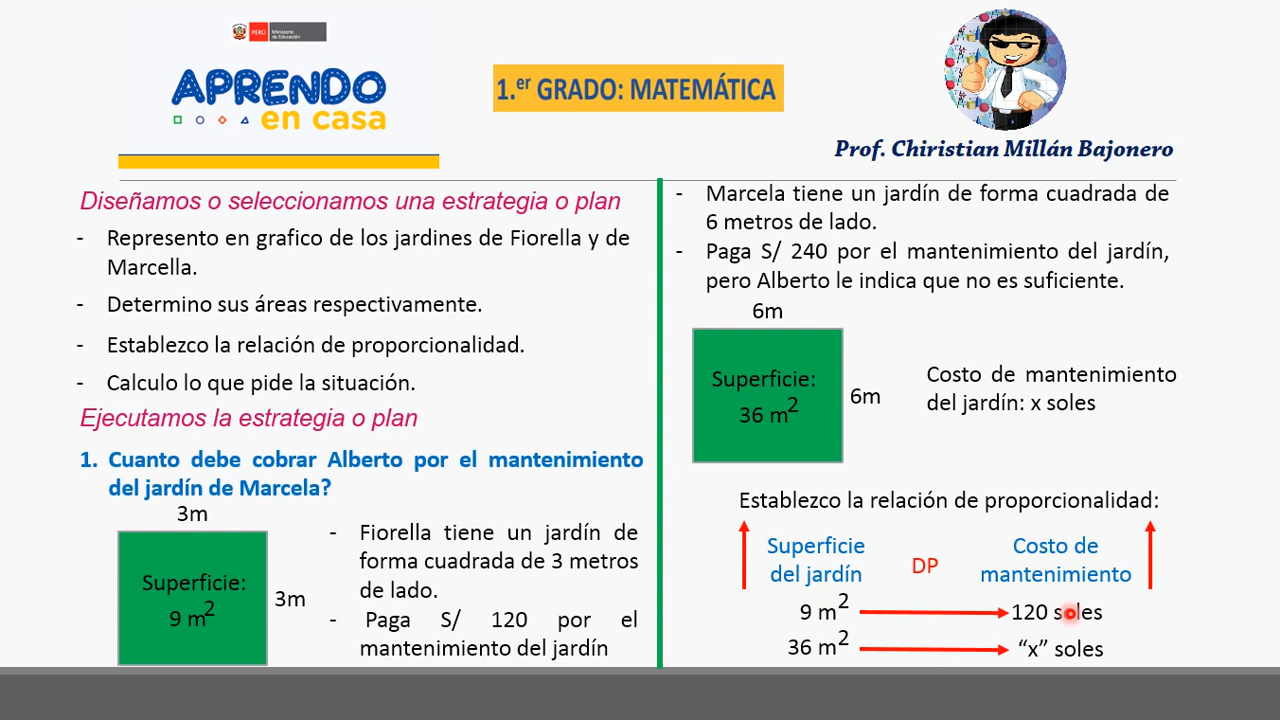 PERÚ
Ministerio
de Educación
APRENDO
en casa
1.er GRADO: MATEMÁTICA
Prof. Chiristian Millán Bajonero
Diseñamos o seleccionamos una estrategia o plan
- Represento en grafico de los jardines de Fiorella y de
Marcella.
- Determino sus áreas respectivamente.
- Establezco la relación de proporcionalidad.
- Calculo lo que pide la situación.
Ejecutamos la estrategia o plan
1. Cuanto debe cobrar Alberto por el mantenimiento
del jardín de Marcela?
3m
Superficie:
9 m2
3m
- Fiorella tiene un jardín de
forma cuadrada de 3 metros
de lado.
- Paga S/ 120 por el
mantenimiento del jardín
- Marcela tiene un jardín de forma cuadrada de
6 metros de lado.
- Paga S/ 240 por el mantenimiento del jardín,
pero Alberto le indica que no es suficiente.
6m
Superficie:
36 m2
6m
Costo de mantenimiento
del jardín: x soles
Establezco la relación de proporcionalidad:
Superficie
del jardín
DP
Costo de
mantenimiento
9 m2
120 soles
36 m2
“x” soles